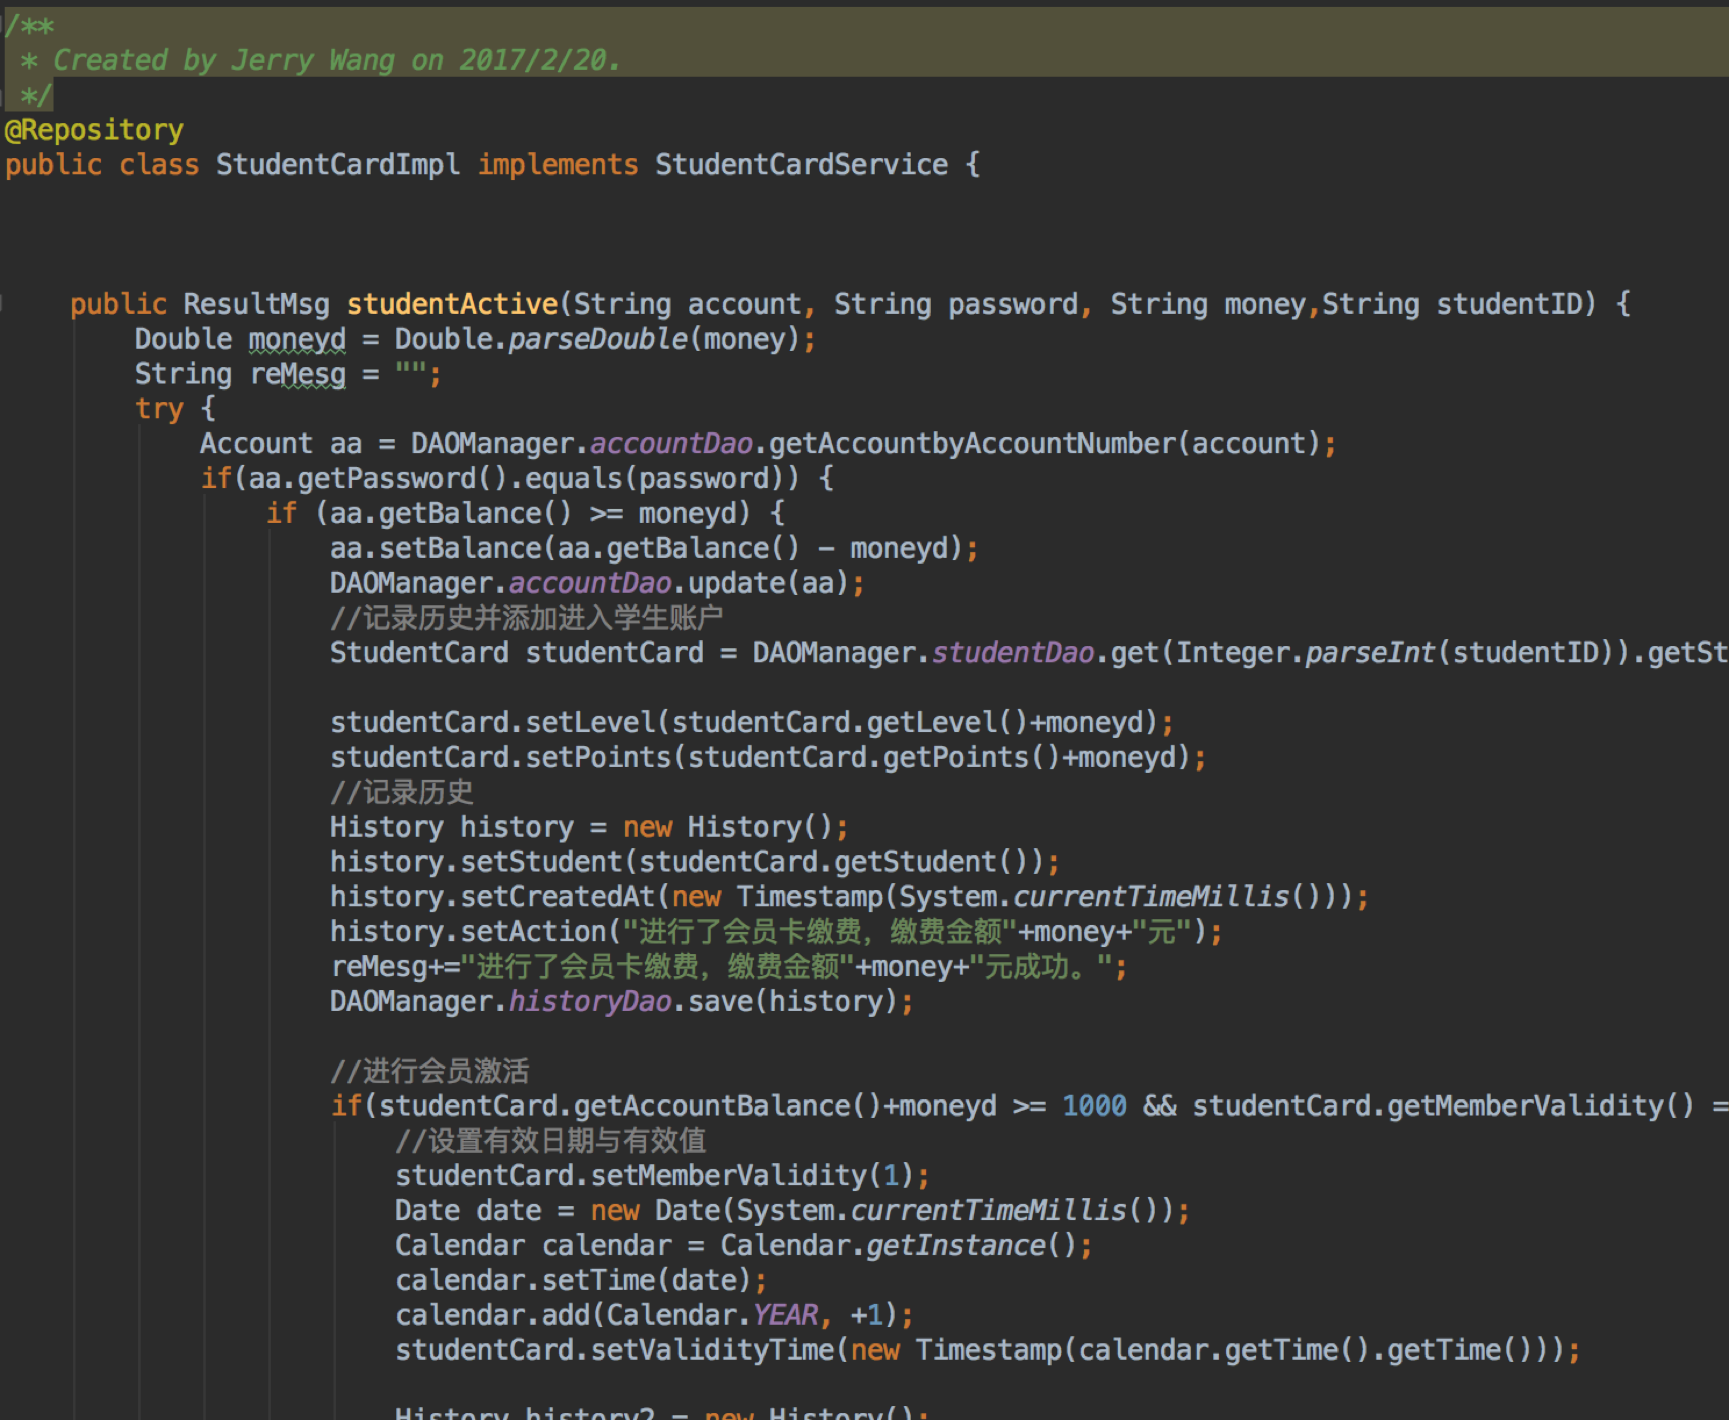 /**
 * Created by Jerry Wang on 2017/2/20.
 */
@Repository
public class StudentCardImpl implements StudentCardService {
    public ResultMsg studentActive(String account, String password, String money,String studentID) {
        Double moneyd = Double.parseDouble(money);
        String reMesg = "";
        try {
            Account aa = DAOManager.accountDao.getAccountbyAccountNumber(account);
            if(aa.getPassword().equals(password)) {
                if (aa.getBalance() >= moneyd) {
                    aa.setBalance(aa.getBalance() - moneyd);
                    DAOManager.accountDao.update(aa);
                    //记录历史并添加进入学生账户
                    StudentCard studentCard = DAOManager.studentDao.get(Integer.parseInt(studentID)).getSt
                    studentCard.setLevel(studentCard.getLevel()+moneyd);
                    studentCard.setPoints(studentCard.getPoints()+moneyd);
                    //记录历史
                    History history = new History();
                    history.setStudent(studentCard.getStudent());
                    history.setCreatedAt(new Timestamp(System.currentTimeMillis()));
                    history.setAction("进行了会员卡缴费，缴费金额"+money+"元");
                    reMesg+="进行了会员卡缴费，缴费金额"+money+"元成功。";
                    DAOManager.historyDao.save(history);
                    //进行会员激活
                    if(studentCard.getAccountBalance()+moneyd >= 1000 && studentCard.getMemberValidity() =
                        //设置有效日期与有效值
                        studentCard.setMemberValidity(1);
                        Date date = new Date(System.currentTimeMillis());
                        Calendar calendar = Calendar.getInstance();
                        calendar.setTime(date);
                        calendar.add(Calendar.YEAR, +1);
                        studentCard.setValidityTime(new Timestamp(calendar.getTime().getTime()));
                        History history2 = new History();